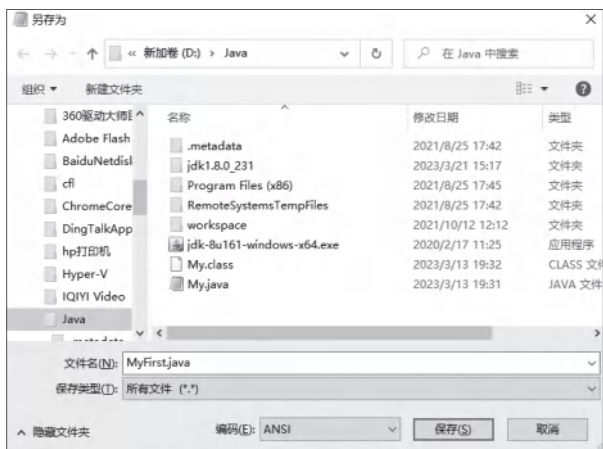 另存为
« 新加卷 (D:) › Java
在 Java 中搜索
组织 新建文件夹
名称 修改日期 类型
360驱动大师
Adobe Flash
BaiduNetdisl
cfl
ChromeCore
DingTalkApp
hp打印机
Hyper-V
IQIYI Video
Java
.metadata 2021/8/25 17:42 文件夹
jdk1.8.0_231 2023/3/21 15:17 文件夹
Program Files (x86) 2021/8/25 17:45 文件夹
RemoteSystemsTempFiles 2021/8/25 17:42 文件夹
workspace 2021/10/12 12:12 文件夹
jdk-8u161-windows-x64.exe 2020/2/17 11:25 应用程序
My.class 2023/3/13 19:32 CLASS 文件
My.java 2023/3/13 19:31 JAVA 文件
文件名(N): MyFirst.java
保存类型(T): 所有文件 (*.*)
隐藏文件夹 编码(E): ANSI 保存(S) 取消